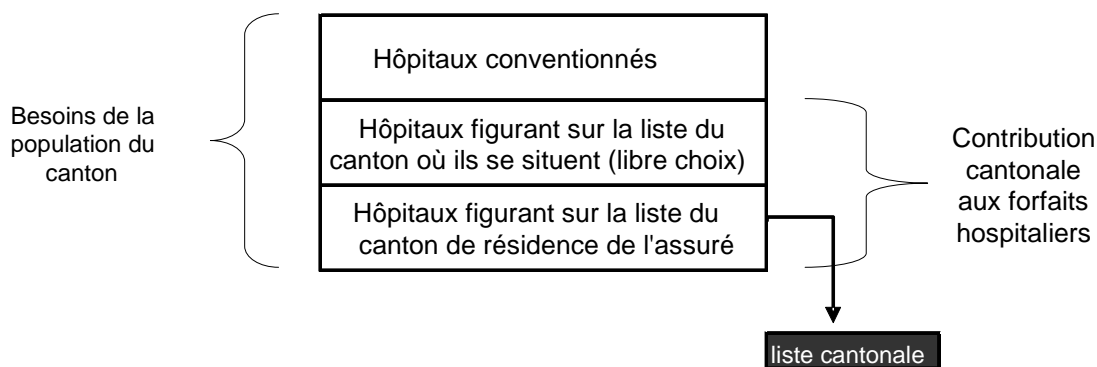 Hôpitaux conventionnés
Besoins de la
population du
canton
Hôpitaux figurant sur la liste du
canton où ils se situent (libre choix)
Hôpitaux figurant sur la liste du
canton de résidence de l'assuré
Contribution
cantonale
aux forfaits
hospitaliers
liste cantonale